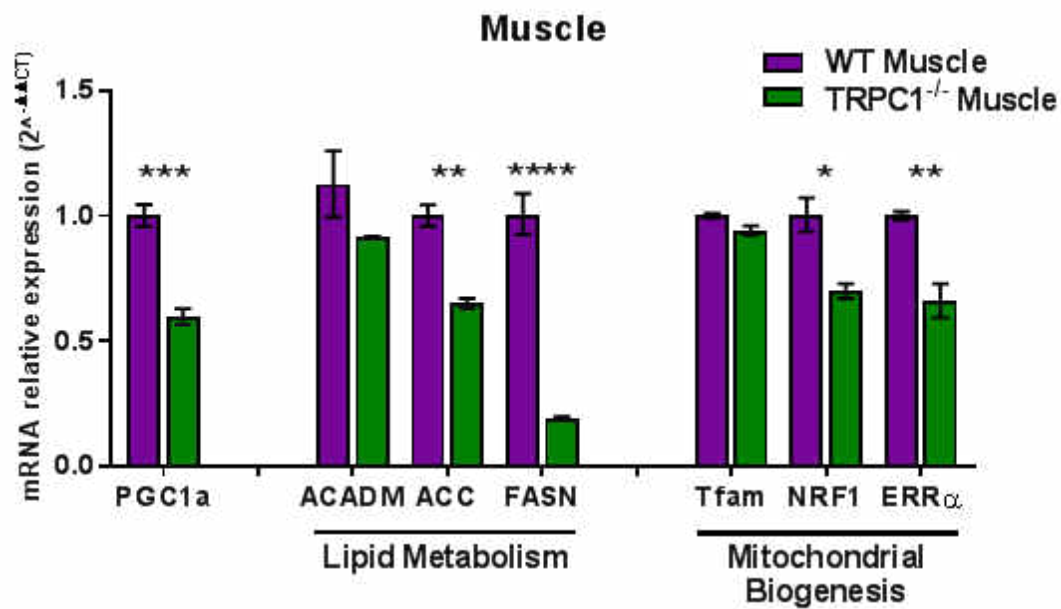 Muscle
WT Muscle
TRPC1-/- Muscle
mRNA relative expression (2^-▲▲CT)
1.5
1.0
0.5
0.0
***
**
****
*
**
PGC1a
ACADM
ACC
FASN
Tfam
NRF1
ERRα
Lipid Metabolism
Mitochondrial
Biogenesis